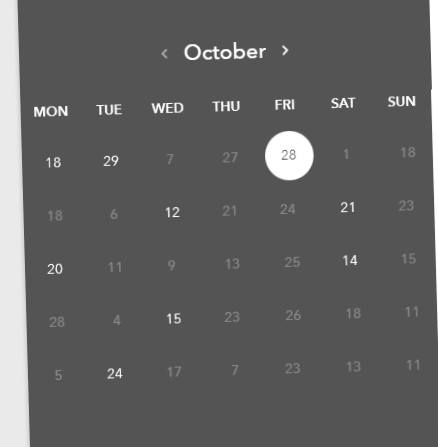 ‹ October ›
MON TUE WED THU FRI SAT SUN
18 29 7 27 28 1 18
18 6 12 21 24 21 23
20 11 9 13 25 14 15
28 4 15 23 26 18 11
5 24 17 7 23 13 11